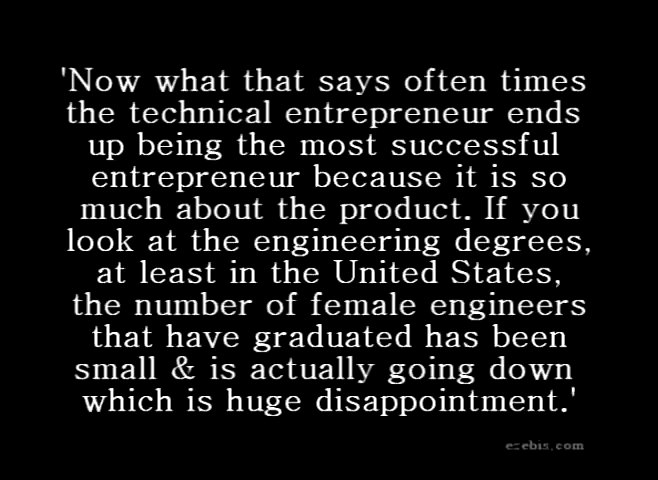 'Now what that says often times
the technical entrepreneur ends
up being the most successful
entrepreneur because it is so
much about the product. If you
look at the engineering degrees,
at least in the United States,
the number of female engineers
that have graduated has been
small & is actually going down
which is huge disappointment.'